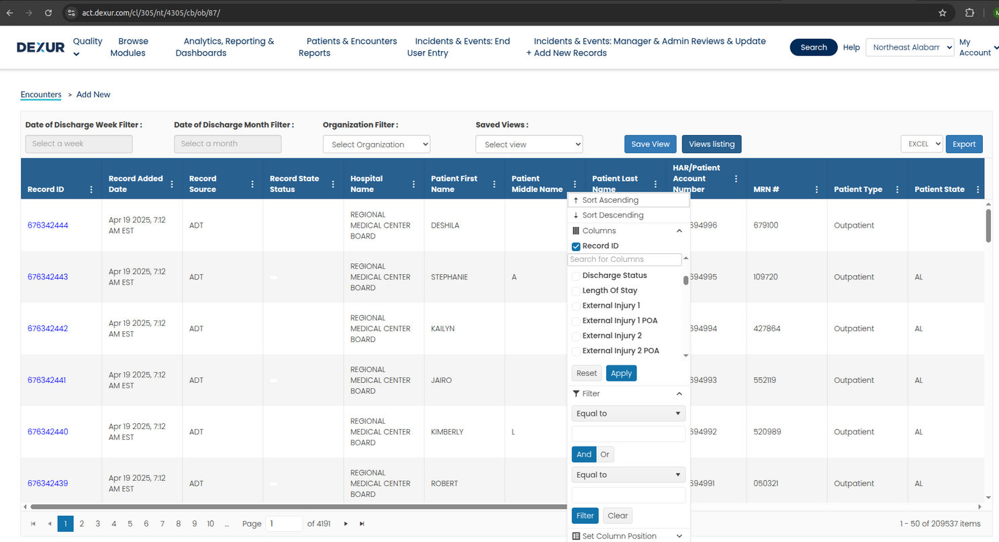 act.dexur.com/cl/305/nt/4305/cb/ob/87/
DEXUR
Quality
Browse Modules
Analytics, Reporting & Dashboards
Patients & Encounters Reports
Incidents & Events: End User Entry
Incidents & Events: Manager & Admin Reviews & Update
+ Add New Records
Search
Help
Northeast Alabam
My Account
Encounters > Add New
Date of Discharge Week Filter :
Date of Discharge Month Filter :
Organization Filter :
Saved Views :
Select a week
Select a month
Select Organization
Select view
Save View
Views listing
EXCEL
Export
Record ID
Record Added Date
Record Source
Record State Status
Hospital Name
Patient First Name
Patient Middle Name
Patient Last Name
HAR/Patient Account Number
MRN #
Patient Type
Patient State
676342444
Apr 19 2025, 7:12 AM EST
ADT
REGIONAL MEDICAL CENTER BOARD
DESHILA
694996
679100
Outpatient
676342443
Apr 19 2025, 7:12 AM EST
ADT
REGIONAL MEDICAL CENTER BOARD
STEPHANIE
A
694995
109720
Outpatient
AL
676342442
Apr 19 2025, 7:12 AM EST
ADT
REGIONAL MEDICAL CENTER BOARD
KAILYN
694994
427864
Outpatient
AL
676342441
Apr 19 2025, 7:12 AM EST
ADT
REGIONAL MEDICAL CENTER BOARD
JAIRO
694993
552119
Outpatient
AL
676342440
Apr 19 2025, 7:12 AM EST
ADT
REGIONAL MEDICAL CENTER BOARD
KIMBERLY
L
694992
520989
Outpatient
AL
676342439
Apr 19 2025, 7:12 AM EST
ADT
REGIONAL MEDICAL CENTER BOARD
ROBERT
694991
050321
Outpatient
AL
Sort Ascending
Sort Descending
Columns
Record ID
Search for Columns
Discharge Status
Length Of Stay
External Injury 1
External Injury 1 POA
External Injury 2
External Injury 2 POA
Reset
Apply
Filter
Equal to
And
Or
Equal to
Filter
Clear
Set Column Position
1 2 3 4 5 6 7 8 9 10 ...
Page 1 of 4191
1 - 50 of 209537 items